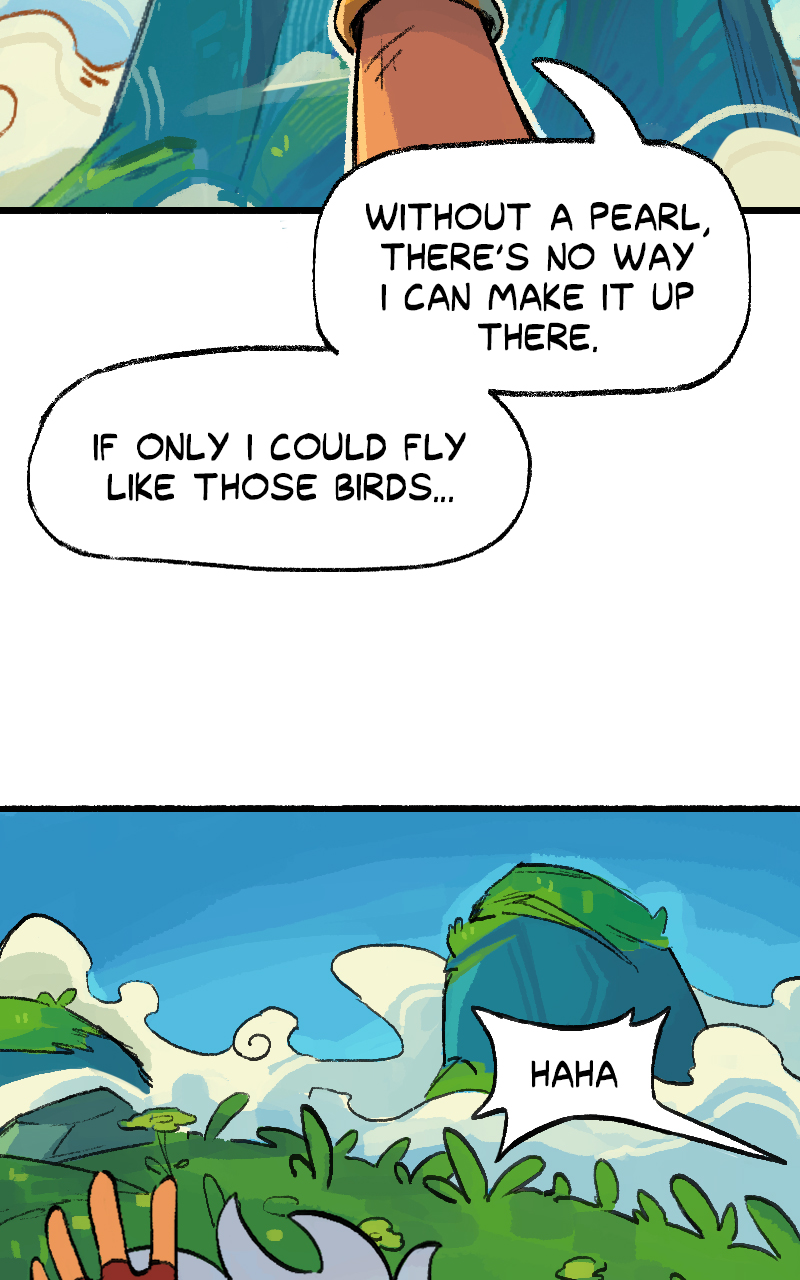 WITHOUT A PEARL,
THERE'S NO WAY
I CAN MAKE IT UP
THERE.
IF ONLY I COULD FLY
LIKE THOSE BIRDS...
HAHA